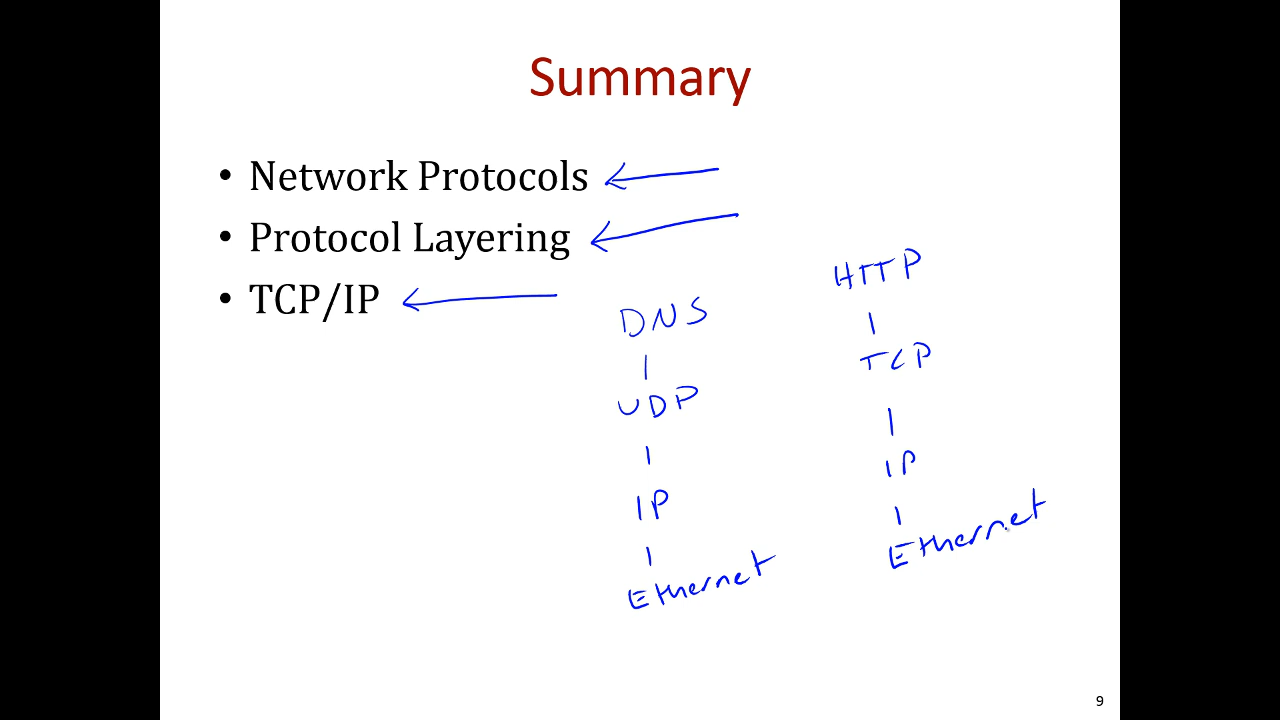 Summary
• Network Protocols
• Protocol Layering
• TCP/IP
DNS
UDP
IP
Ethernet
HTTP
TCP
IP
Ethernet
9